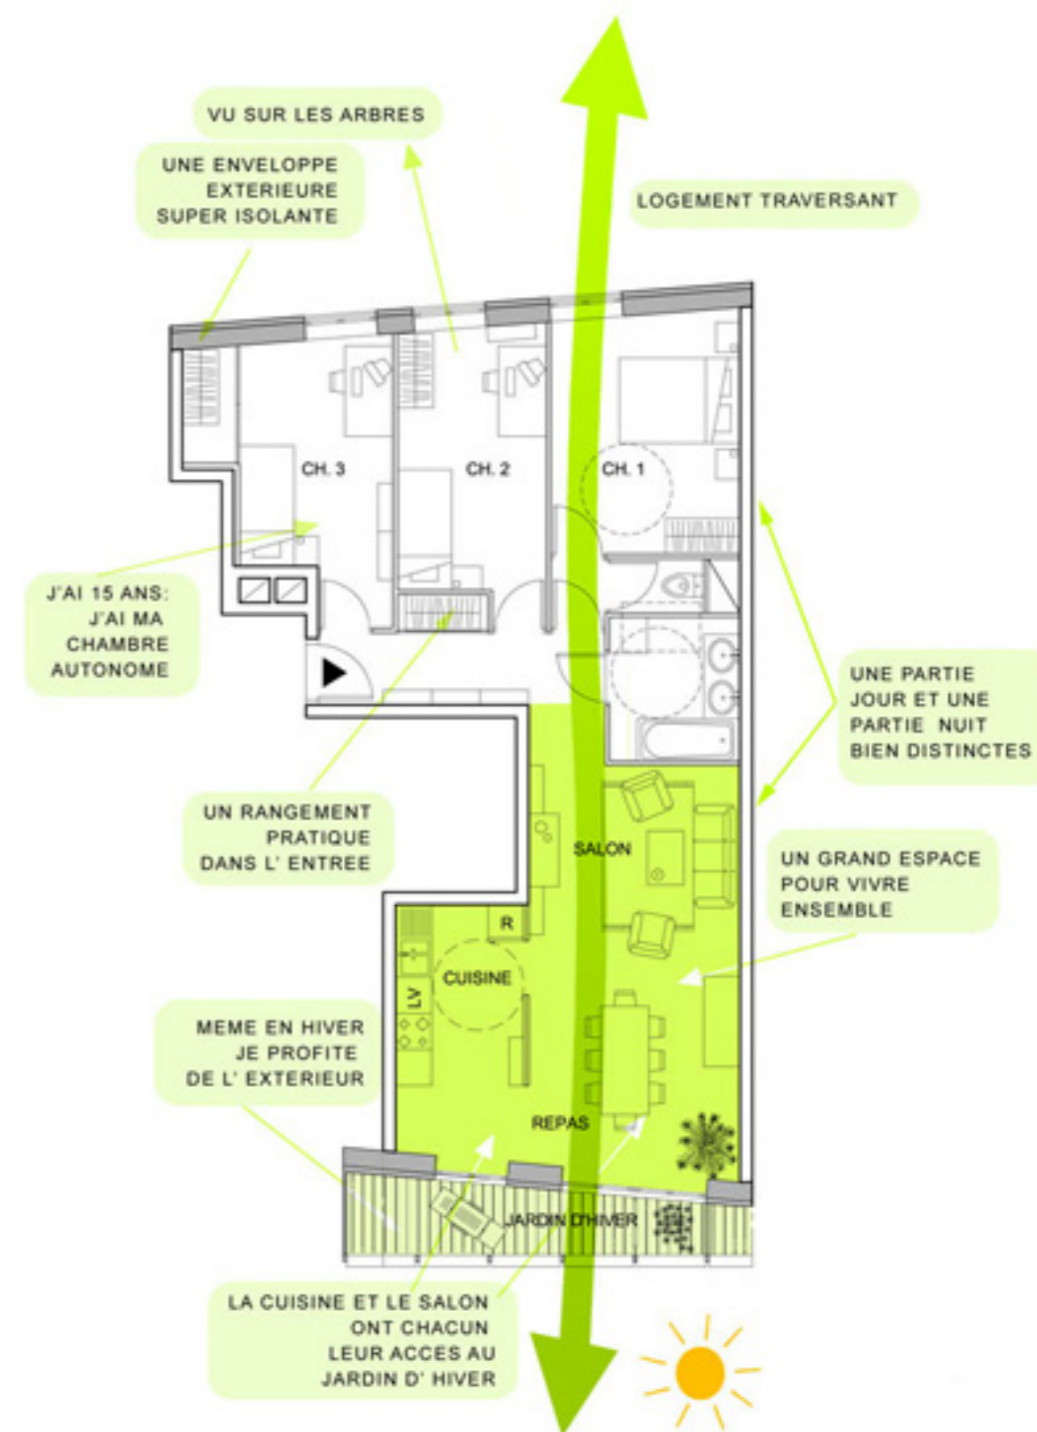 VU SUR LES ARBRES
UNE ENVELOPPE
EXTERIEURE
SUPER ISOLANTE
LOGEMENT TRAVERSANT
CH. 3
CH. 2
CH. 1
J'AI 15 ANS:
J'AI MA
CHAMBRE
AUTONOME
UNE PARTIE
JOUR ET UNE
PARTIE NUIT
BIEN DISTINCTES
UN RANGEMENT
PRATIQUE
DANS L' ENTREE
SALON
UN GRAND ESPACE
POUR VIVRE
ENSEMBLE
R
CUISINE
LV
MEME EN HIVER
JE PROFITE
DE L' EXTERIEUR
REPAS
JARDIN D'HIVER
LA CUISINE ET LE SALON
ONT CHACUN
LEUR ACCES AU
JARDIN D' HIVER